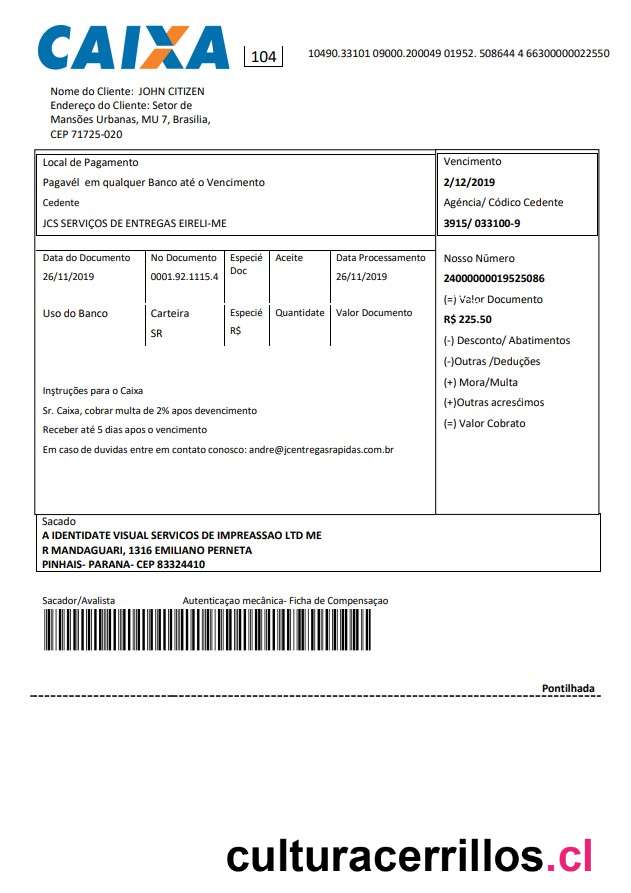 CAIXA
104
10490.33101 09000.200049 01952. 508644 4 66300000022550
Nome do Cliente: JOHN CITIZEN
Endereço do Cliente: Setor de
Mansões Urbanas, MU 7, Brasilia,
CEP 71725-020
Local de Pagamento
Pagavél em qualquer Banco até o Vencimento
Cedente
JCS SERVIÇOS DE ENTREGAS EIRELI-ME
Vencimento
2/12/2019
Agéncia/ Códico Cedente
3915/ 033100-9
Data do Documento
26/11/2019
No Documento
0001.92.1115.4
Especié
Doc
Aceite
Data Processamento
26/11/2019
Uso do Banco
Carteira
SR
Especié
R$
Quantidate
Valor Documento
Nosso Nümero
24000000019525086
(=) Valor Documento
R$ 225.50
(-) Desconto/ Abatimentos
(-)Outras /Deduções
(+) Mora/Multa
(+)Outras acresćimos
(=) Valor Cobrato
Instruções para o Caixa
Sr. Caixa, cobrar multa de 2% apos devencimento
Receber até 5 dias apos o vencimento
Em caso de duvidas entre em contato conosco: andre@jcentregasrapidas.com.br
Sacado
A IDENTIDATE VISUAL SERVICOS DE IMPREASSAO LTD ME
R MANDAGUARI, 1316 EMILIANO PERNETA
PINHAIS- PARANA- CEP 83324410
Sacador/Avalista
Autenticaçao mecânica- Ficha de Compensaçao
Pontilhada
culturacerrillos.cl